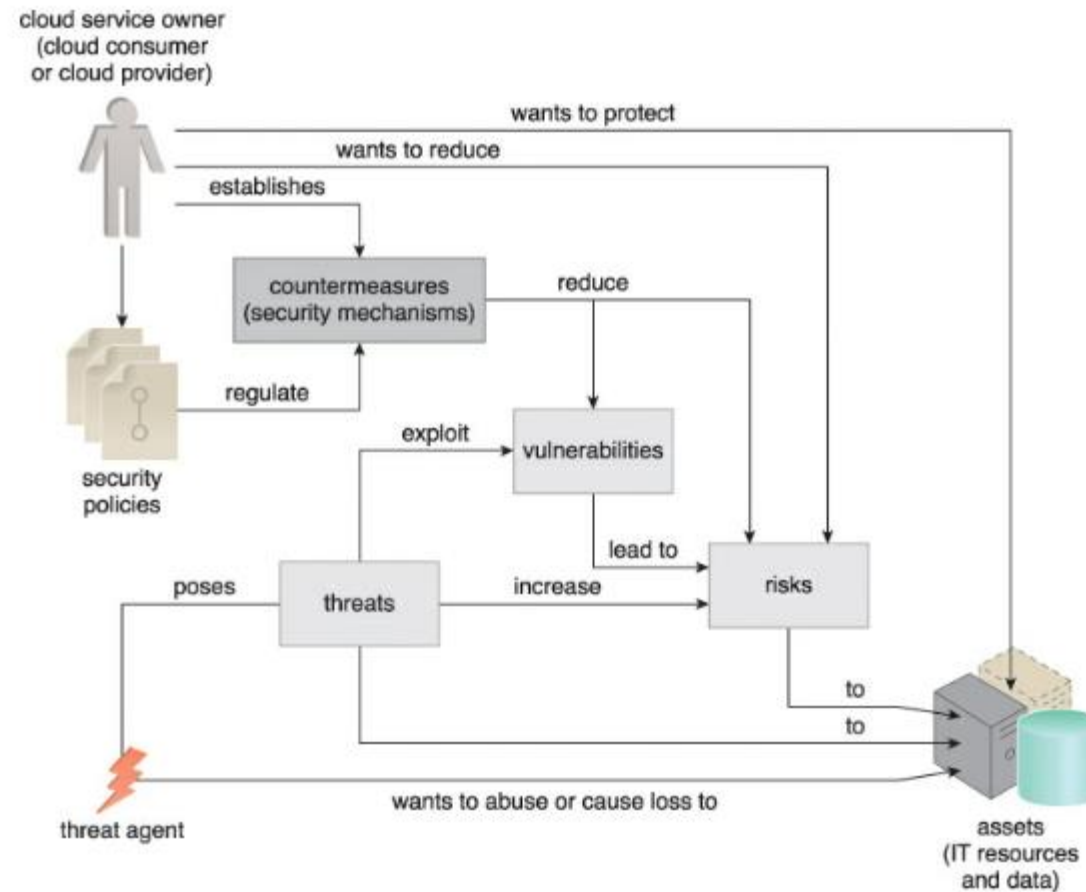 cloud service owner
(cloud consumer
or cloud provider)
wants to protect
wants to reduce
establishes
countermeasures
(security mechanisms)
reduce
regulate
exploit
vulnerabilities
security
policies
lead to
poses
threats
increase
risks
to
to
wants to abuse or cause loss to
threat agent
assets
(IT resources
and data)